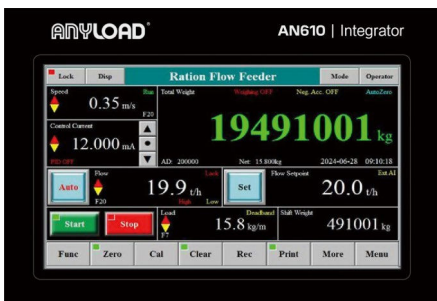 ANYLOAD
AN610 | Integrator
Lock Disp Ration Flow Feeder Mode Operator
Speed Run Total Weight Weighing OFF Neg. Acc. OFF AutoZero
0.35 m/s
F20
19491001 kg
Control Current
12.000 mA
PID OFF
AD: 200000 Net: 15.800kg 2024-06-28 09:10:18
Auto Flow Lock Set Flow Setpoint Ext.AI
19.9 t/h 20.0 t/h
F20 High Low
Start Stop Load Deadband Shift Weight
15.8 kg/m 491001 kg
F7
Func Zero Cal Clear Rec Print More Menu